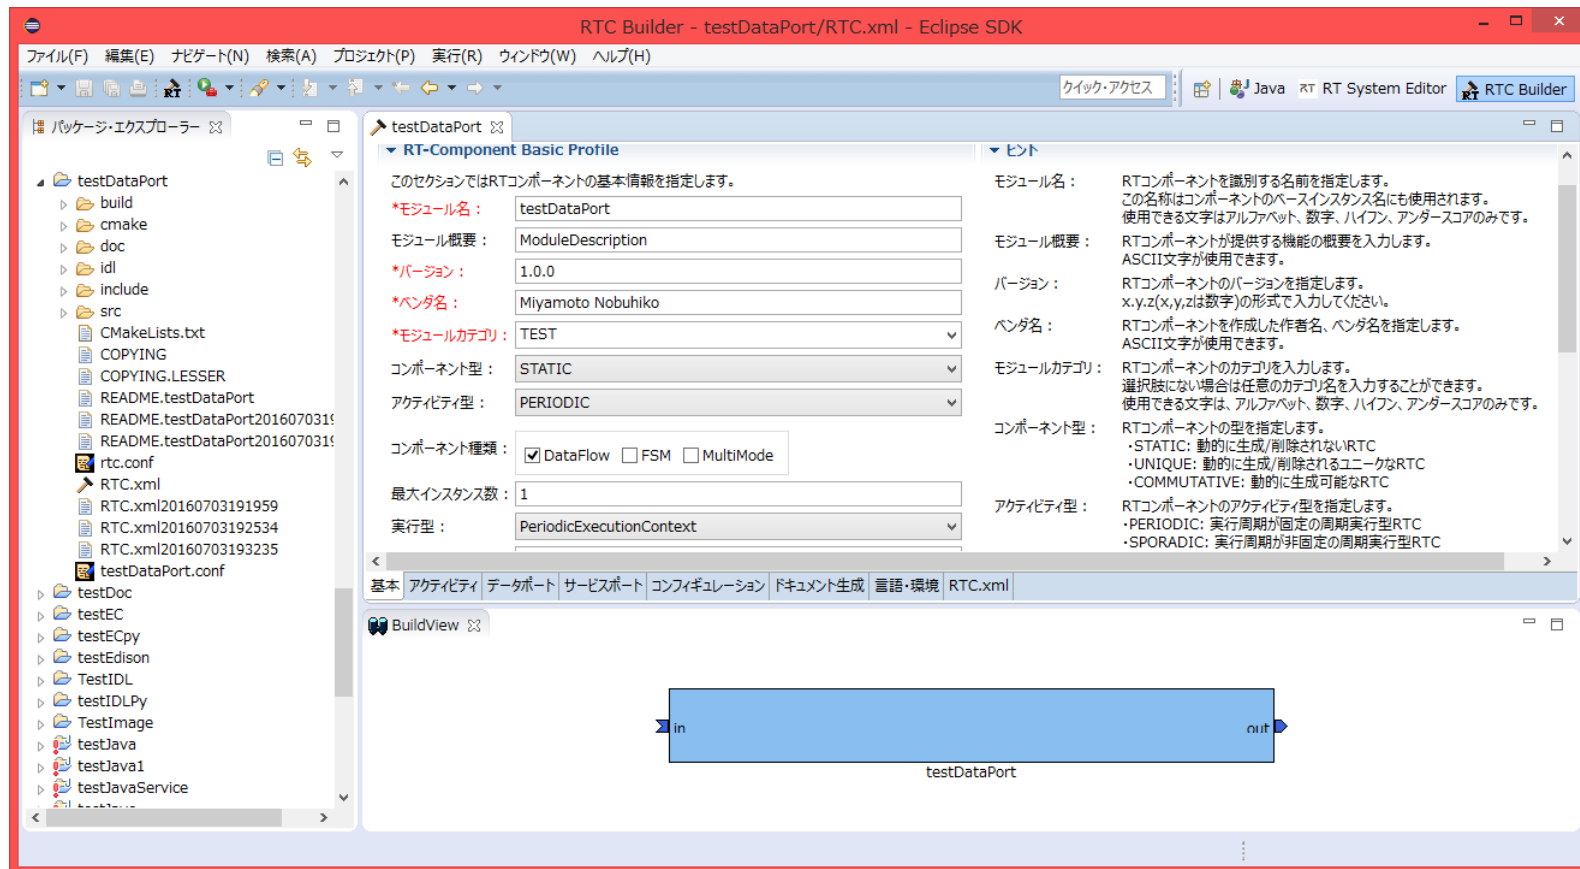 RTC Builder - testDataPort/RTC.xml - Eclipse SDK
ファイル(F) 編集(E) ナビゲート(N) 検索(A) プロジェクト(P) 実行(R) ウィンドウ(W) ヘルプ(H)
クイック・アクセス
Java
RT RT System Editor
RTC Builder
パッケージ・エクスプローラー
testDataPort
build
cmake
doc
idl
include
src
CMakeLists.txt
COPYING
COPYING.LESSER
README.testDataPort
README.testDataPort2016070319
README.testDataPort2016070319
rtc.conf
RTC.xml
RTC.xml20160703191959
RTC.xml20160703192534
RTC.xml20160703193235
testDataPort.conf
testDoc
testEC
testECpy
testEdison
TestIDL
testIDLPy
TestImage
testJava
testJava1
testJavaService
testDataPort
RT-Component Basic Profile
このセクションではRTコンポーネントの基本情報を指定します。
*モジュール名: testDataPort
モジュール概要: ModuleDescription
*バージョン: 1.0.0
*ベンダ名: Miyamoto Nobuhiko
*モジュールカテゴリ: TEST
コンポーネント型: STATIC
アクティビティ型: PERIODIC
コンポーネント種類: DataFlow FSM MultiMode
最大インスタンス数: 1
実行型: PeriodicExecutionContext
ヒント
モジュール名: RTコンポーネントを識別する名前を指定します。
この名称はコンポーネントのベースインスタンス名にも使用されます。
使用できる文字はアルファベット、数字、ハイフン、アンダースコアのみです。
モジュール概要: RTコンポーネントが提供する機能の概要を入力します。
ASCII文字が使用できます。
バージョン: RTコンポーネントのバージョンを指定します。
x.y.z(x,y,zは数字)の形式で入力してください。
ベンダ名: RTコンポーネントを作成した作者名、ベンダ名を指定します。
ASCII文字が使用できます。
モジュールカテゴリ: RTコンポーネントのカテゴリを入力します。
選択肢にない場合は任意のカテゴリ名を入力することができます。
使用できる文字は、アルファベット、数字、ハイフン、アンダースコアのみです。
コンポーネント型: RTコンポーネントの型を指定します。
・STATIC: 動的に生成/削除されないRTC
・UNIQUE: 動的に生成/削除されるユニークなRTC
・COMMUTATIVE: 動的に生成可能なRTC
アクティビティ型: RTコンポーネントのアクティビティ型を指定します。
・PERIODIC: 実行周期が固定の周期実行型RTC
・SPORADIC: 実行周期が非固定の周期実行型RTC
基本 アクティビティ データポート サービスポート コンフィギュレーション ドキュメント生成 言語・環境 RTC.xml
BuildView
in
out
testDataPort